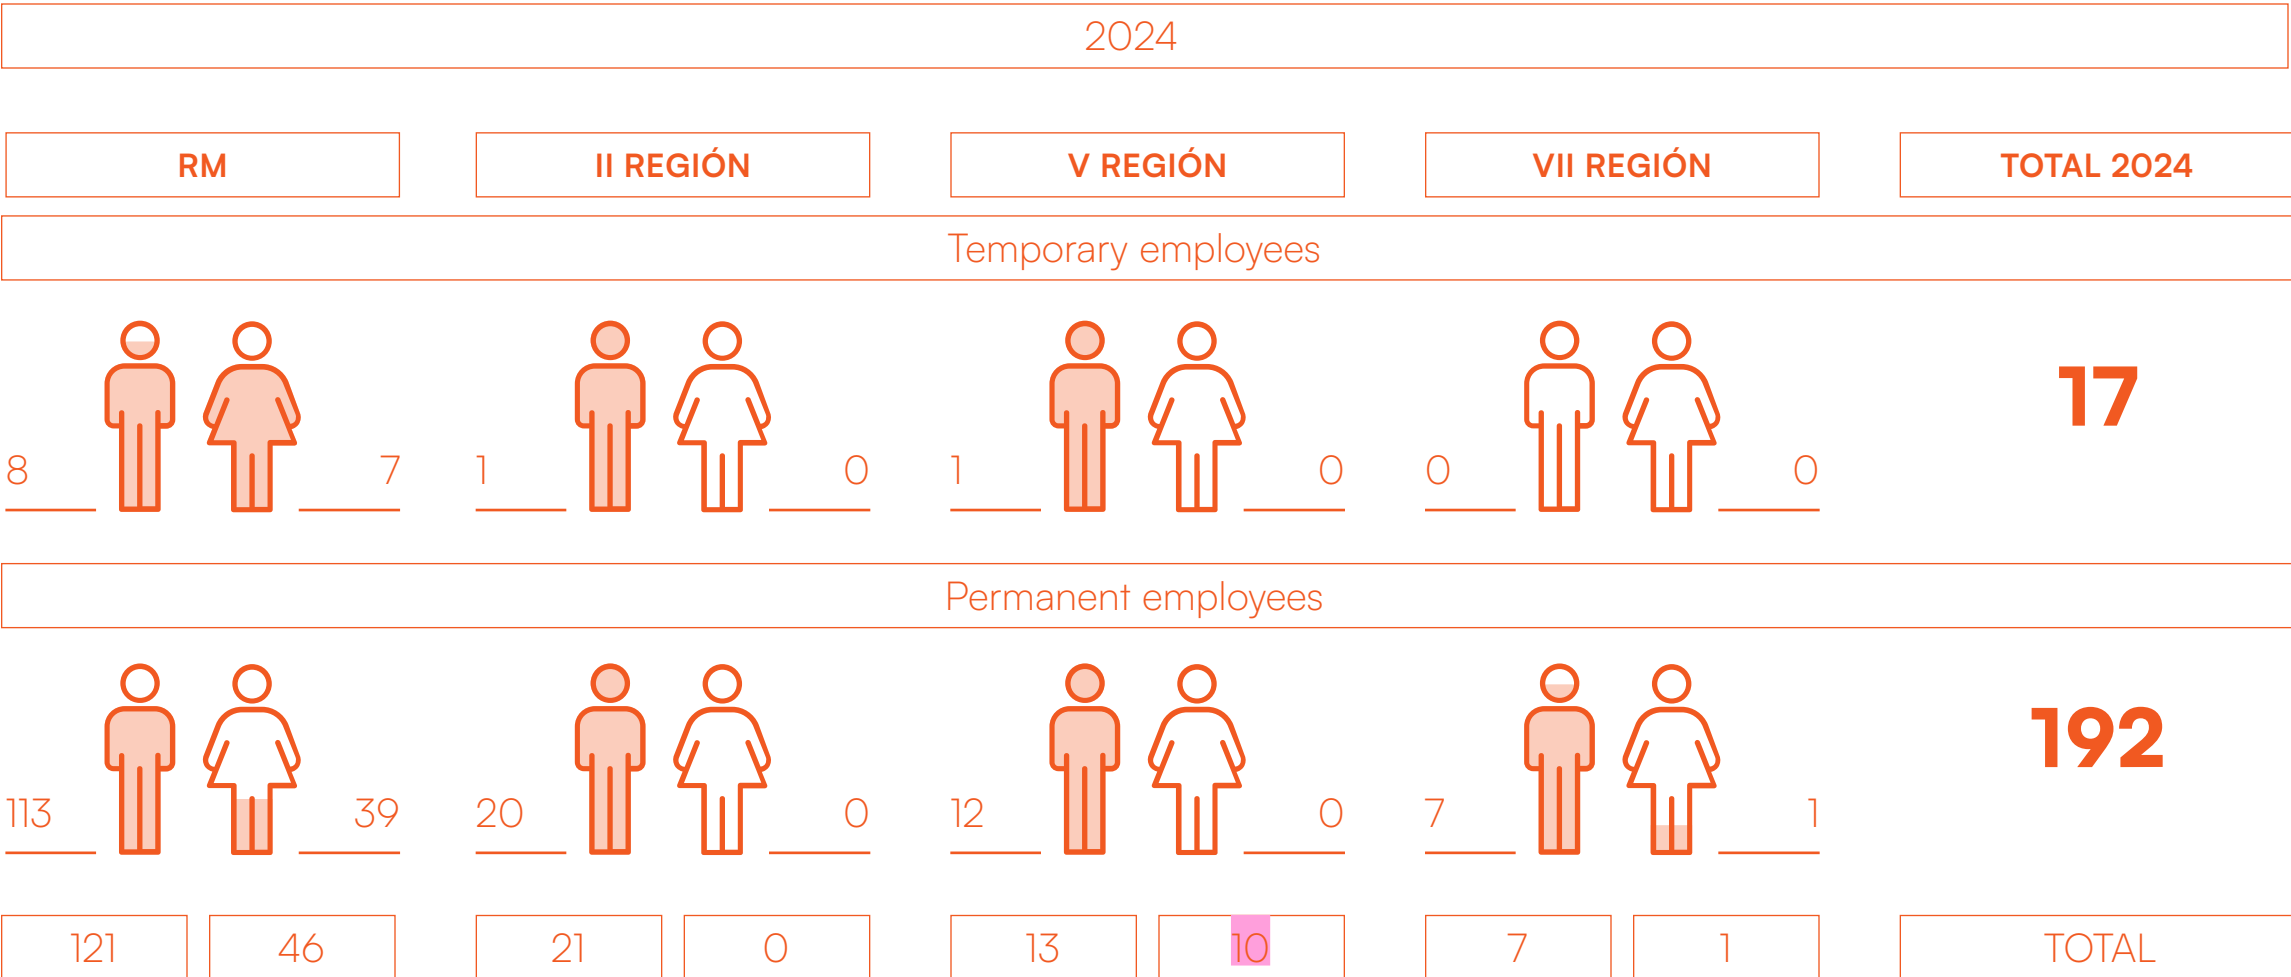 2024
RM II REGIÓN V REGIÓN VII REGIÓN TOTAL 2024
Temporary employees
8 7 1 0 1 0 0 0 17
Permanent employees
113 39 20 0 12 0 7 1 192
121 46 21 0 13 10 7 1 TOTAL